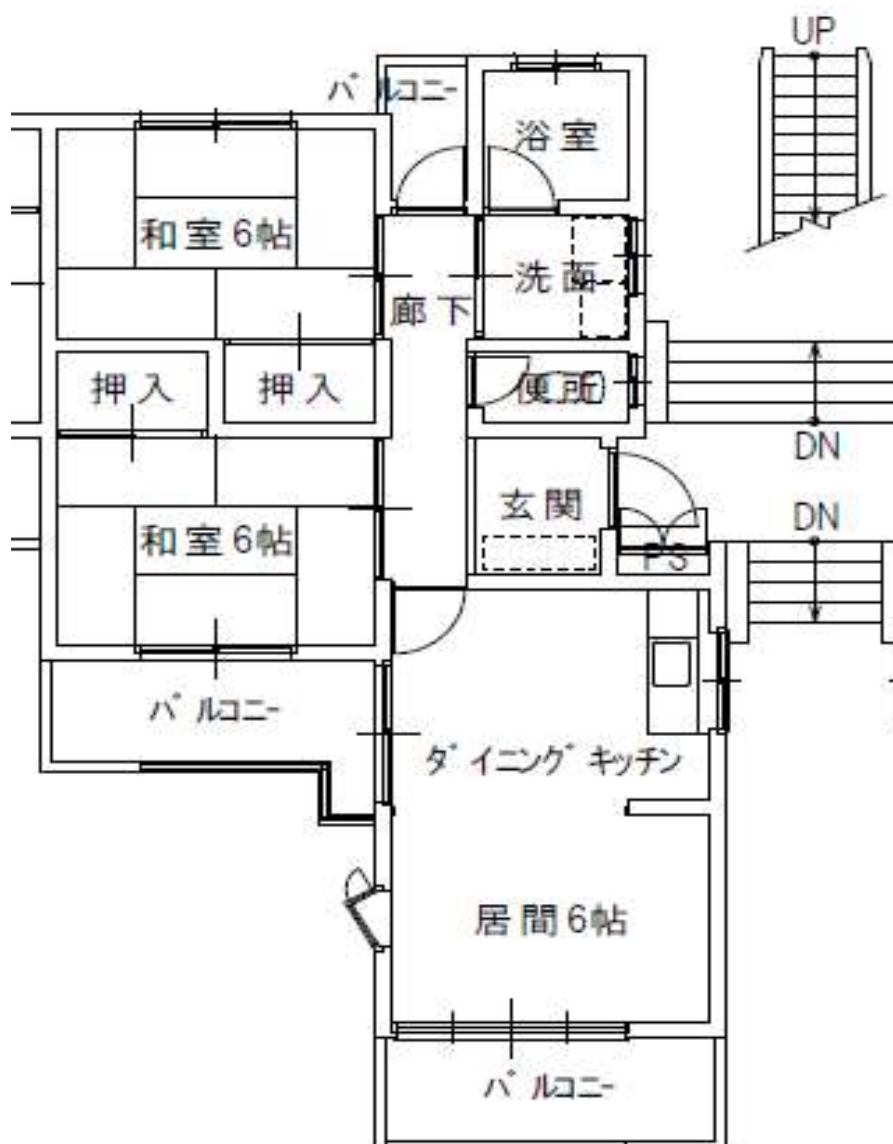 UP
バルコニー
浴室
和室6帖
洗面
廊下
押入
押入
便所
DN
玄関
DN
和室6帖
PS
バルコニー
ダイニングキッチン
居間6帖
バルコニー